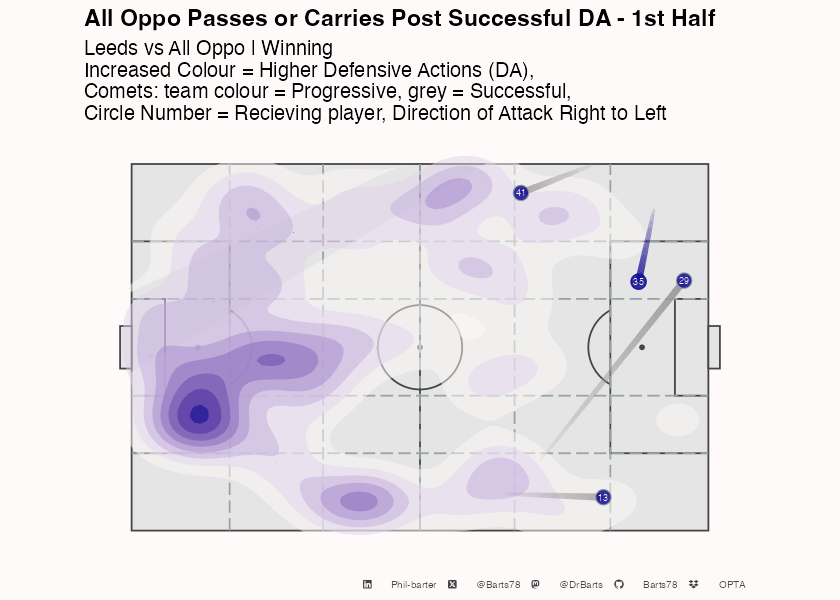 All Oppo Passes or Carries Post Successful DA - 1st Half
Leeds vs All Oppo | Winning
Increased Colour = Higher Defensive Actions (DA),
Comets: team colour = Progressive, grey = Successful,
Circle Number = Recieving player, Direction of Attack Right to Left
41
35
29
13
Phil-barter @Barts78 @DrBarts Barts78 OPTA